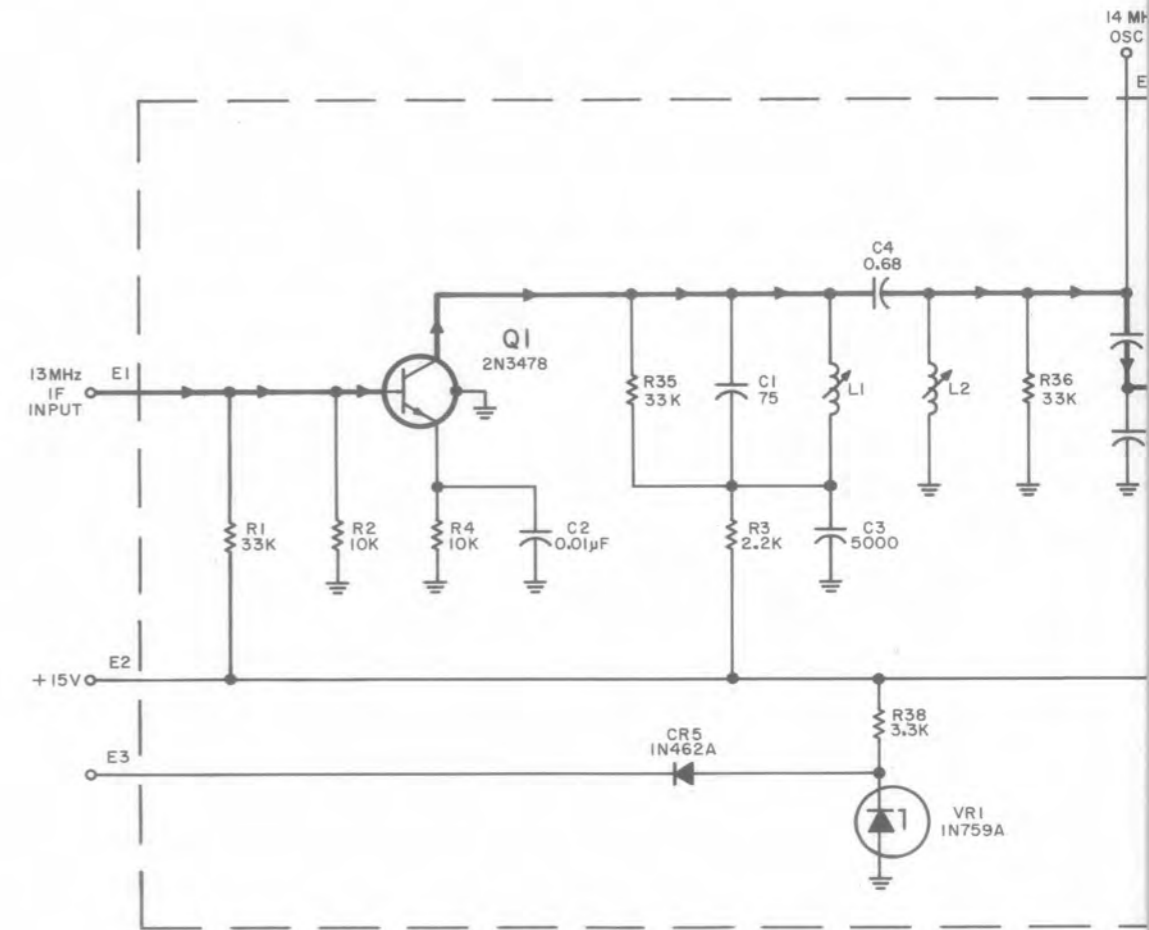 14 MH
OSC
E
C4
0.68
Q1
2N3478
13MHz
IF
INPUT
E1
R35
33K
C1
75
L1
L2
R36
33K
R1
33K
R2
10K
R4
10K
C2
0.01µF
R3
2.2K
C3
5000
E2
+15V
R38
3.3K
E3
CR5
1N462A
VR1
1N759A